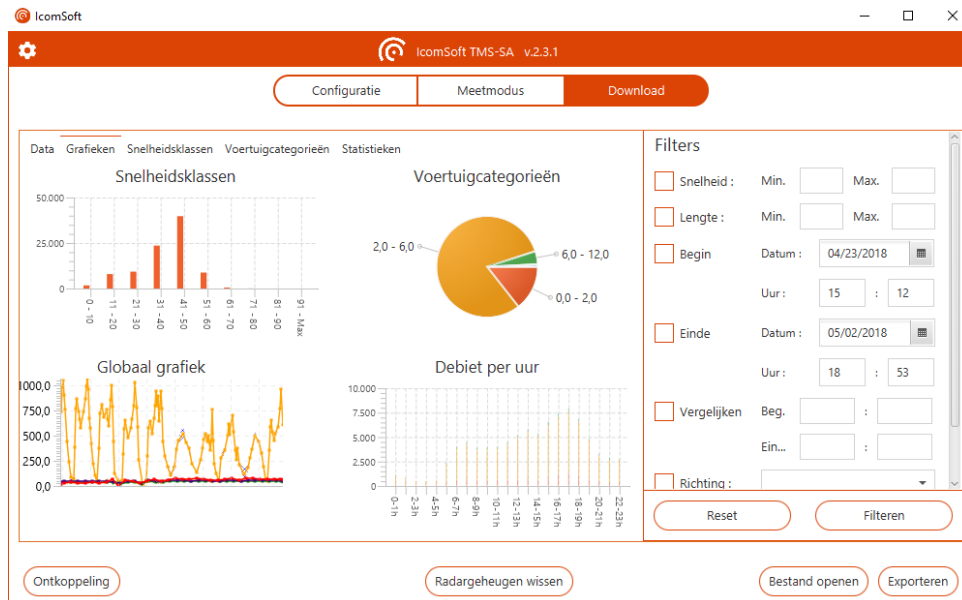 IcomSoft
IcomSoft TMS-SA v.2.3.1
Configuratie Meetmodus Download
Data Grafieken Snelheidsklassen Voertuigcategorieën Statistieken
Snelheidsklassen
50.000
25.000
0
0 - 10
11 - 20
21 - 30
31 - 40
41 - 50
51 - 60
61 - 70
71 - 80
81 - 90
91 - Max
Voertuigcategorieën
2,0 - 6,0
6,0 - 12,0
0,0 - 2,0
Globaal grafiek
1000,0
750,0
500,0
250,0
0,0
Debiet per uur
10.000
7.500
5.000
2.500
0
0-1h
2-3h
4-5h
6-7h
8-9h
10-11h
12-13h
14-15h
16-17h
18-19h
20-21h
22-23h
Filters
Snelheid : Min. Max.
Lengte : Min. Max.
Begin Datum : 04/23/2018
Uur : 15 : 12
Einde Datum : 05/02/2018
Uur : 18 : 53
Vergelijken Beg. :
Ein... :
Richting :
Reset Filteren
Ontkoppeling Radargeheugen wissen Bestand openen Exporteren